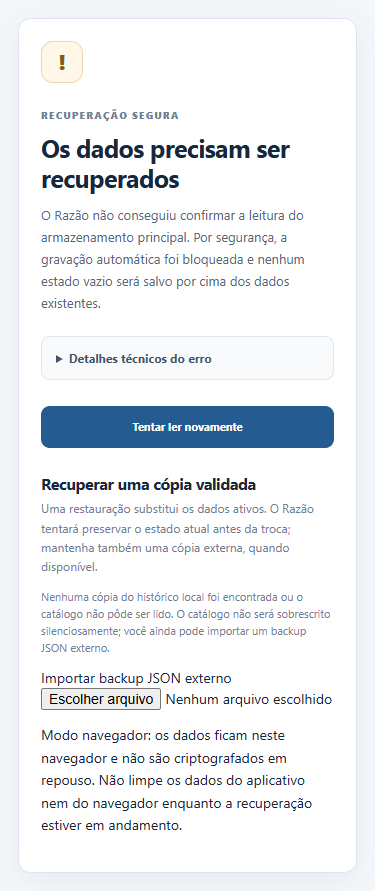 !
RECUPERAÇÃO SEGURA
Os dados precisam ser
recuperados
O Razão não conseguiu confirmar a leitura do
armazenamento principal. Por segurança, a
gravação automática foi bloqueada e nenhum
estado vazio será salvo por cima dos dados
existentes.
Detalhes técnicos do erro
Tentar ler novamente
Recuperar uma cópia validada
Uma restauração substitui os dados ativos. O Razão
tentará preservar o estado atual antes da troca;
mantenha também uma cópia externa, quando
disponível.
Nenhuma cópia do histórico local foi encontrada ou o
catálogo não pôde ser lido. O catálogo não será sobrescrito
silenciosamente; você ainda pode importar um backup
JSON externo.
Importar backup JSON externo
Escolher arquivo Nenhum arquivo escolhido
Modo navegador: os dados ficam neste
navegador e não são criptografados em
repouso. Não limpe os dados do aplicativo
nem do navegador enquanto a recuperação
estiver em andamento.